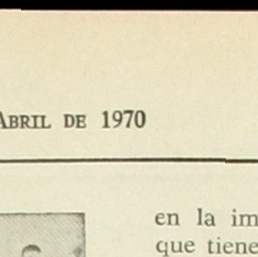 ABRIL DE 1970
en la im
que tiene